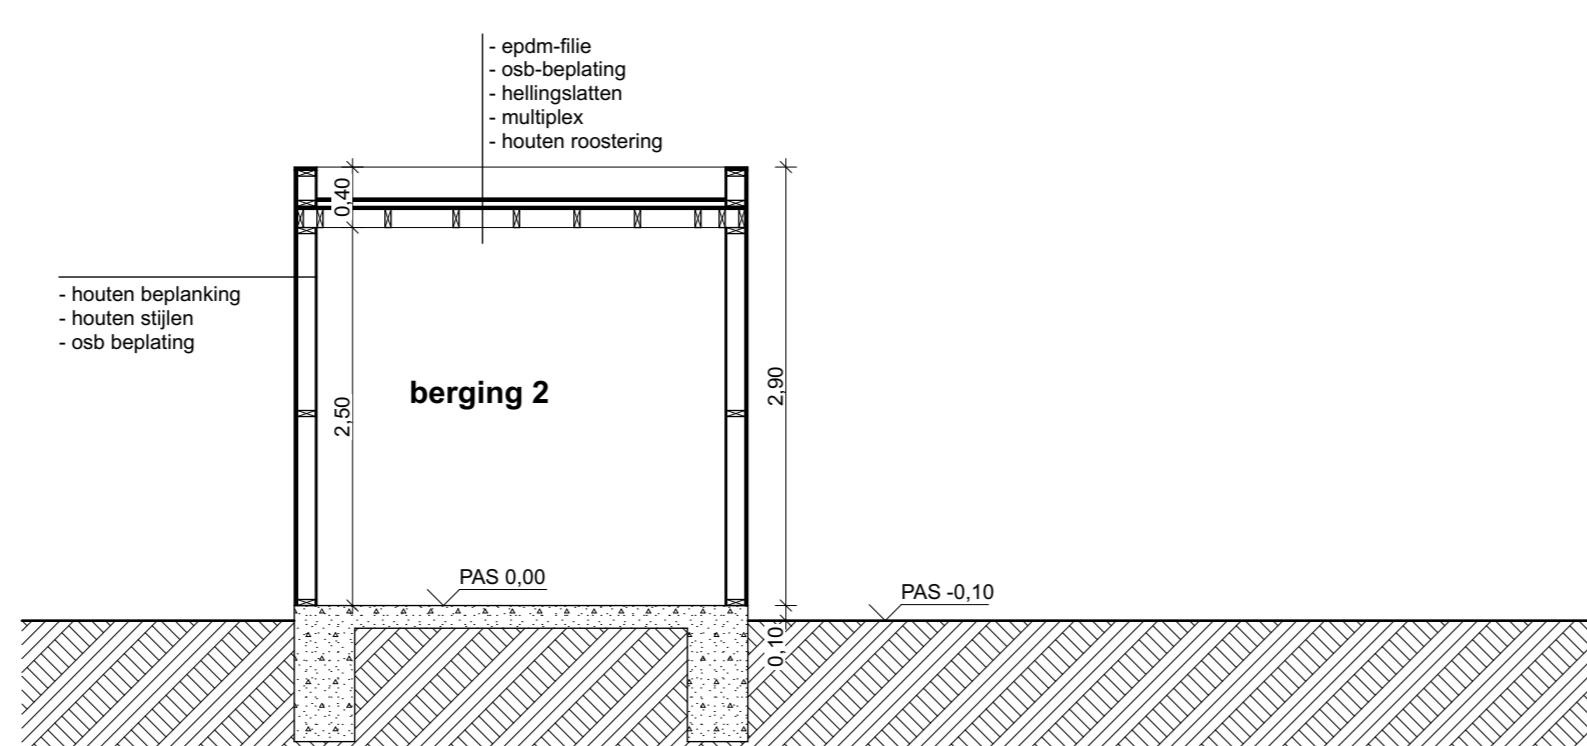 - epdm-filie
- osb-beplating
- hellingslatten
- multiplex
- houten roostering
0,40
- houten beplanking
- houten stijlen
- osb beplating
berging 2
2,50
2,90
PAS 0,00
PAS -0,10
0,10